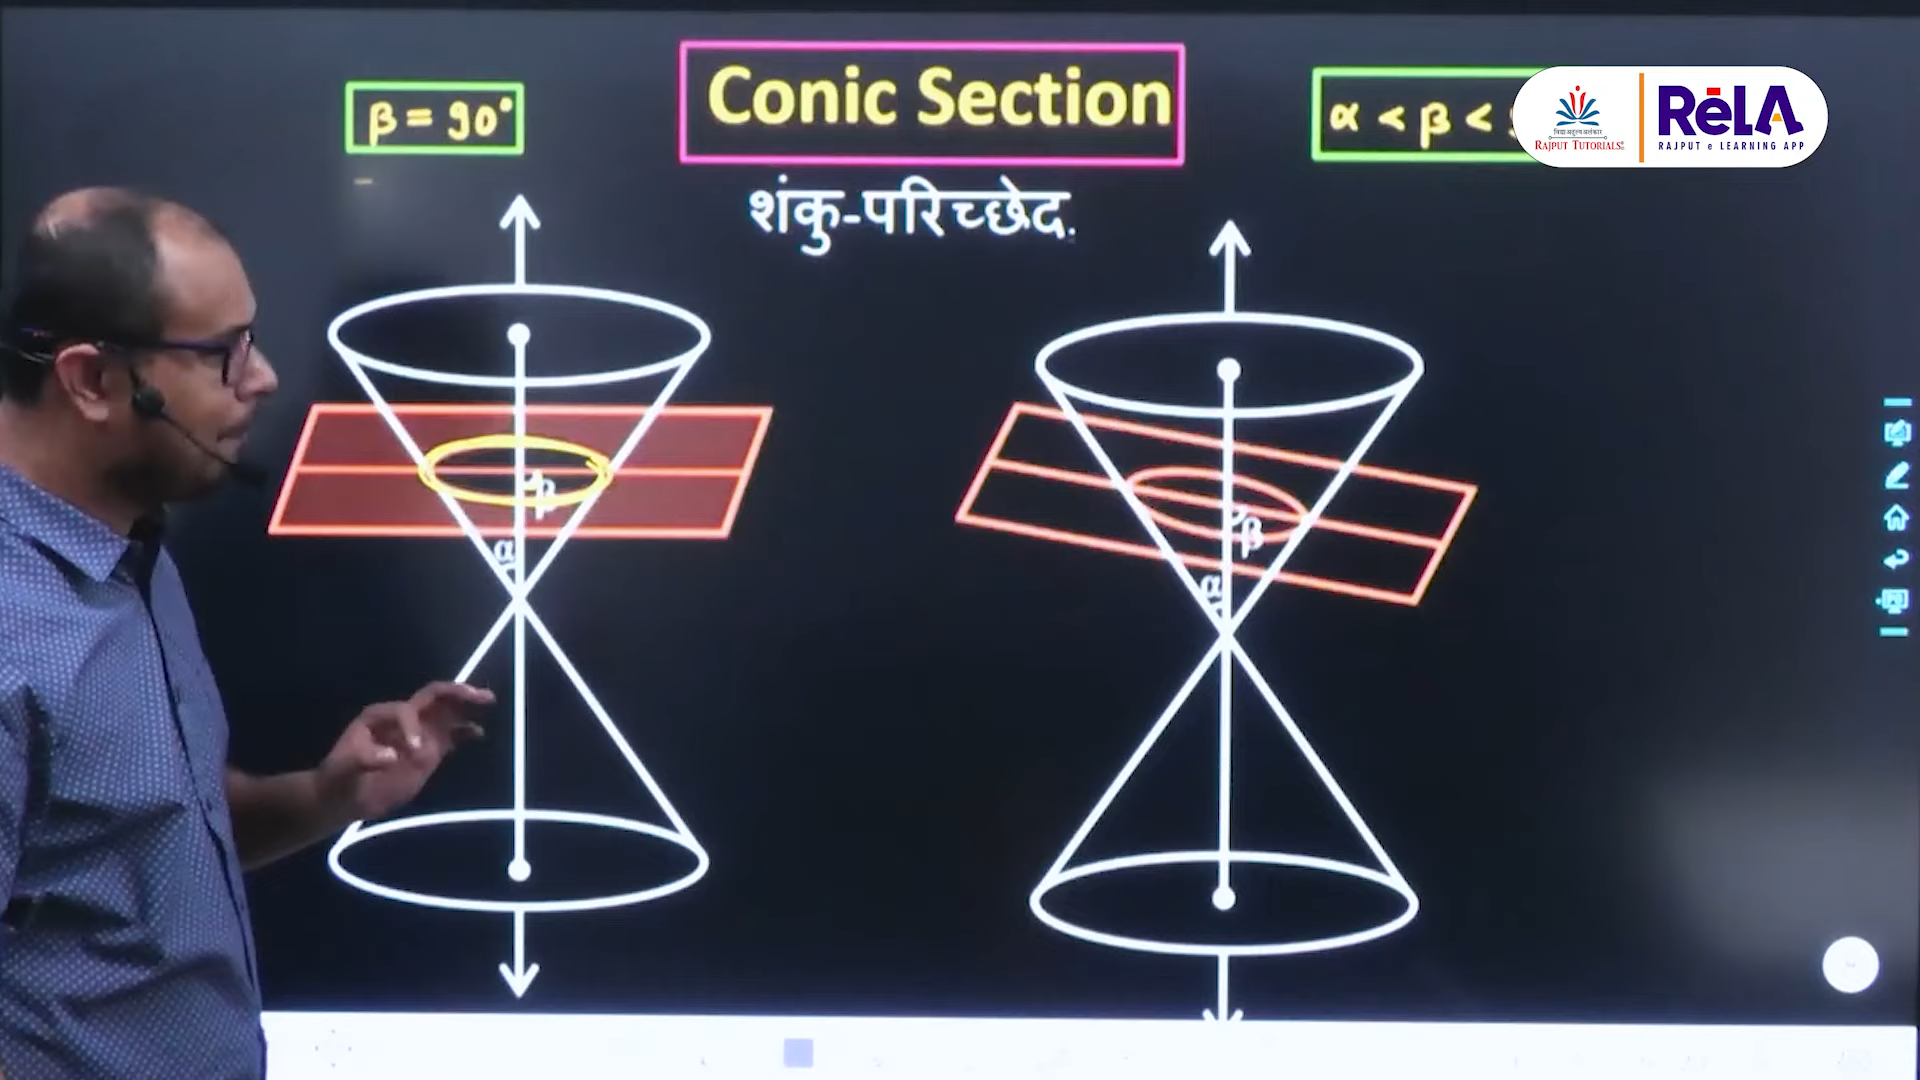 Conic Section
β = 90°
α < β <
शंकु-परिच्छेद.
RAJPUT TUTORIALS
RēLA
RAJPUT e LEARNING APP
β
α
β
α